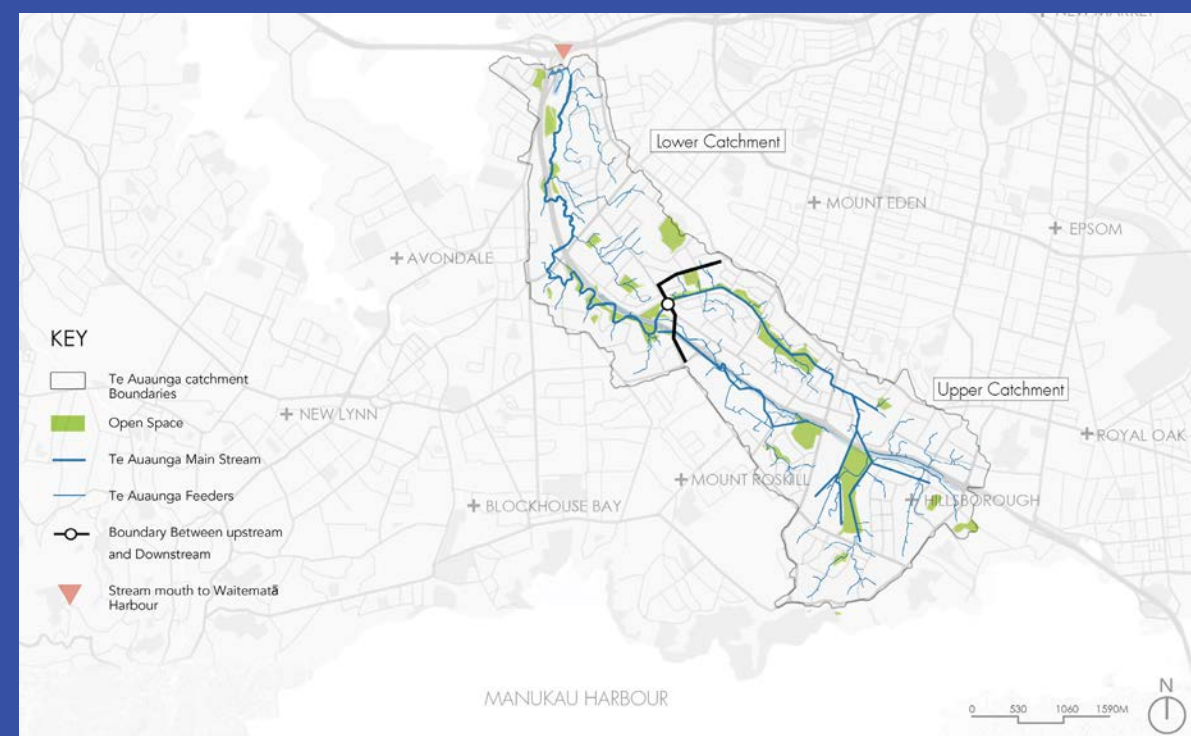 NEW MARKET
Lower Catchment
MOUNT EDEN
EPSOM
AVONDALE
KEY
Te Auaunga catchment
Boundaries
Open Space
Te Auaunga Main Stream
Te Auaunga Feeders
Boundary Between upstream
and Downstream
Stream mouth to Waitematā
Harbour
NEW LYNN
Upper Catchment
ROYAL OAK
MOUNT ROSKILL
HILLSBOROUGH
BLOCKHOUSE BAY
MANUKAU HARBOUR
0 530 1060 1590M
N